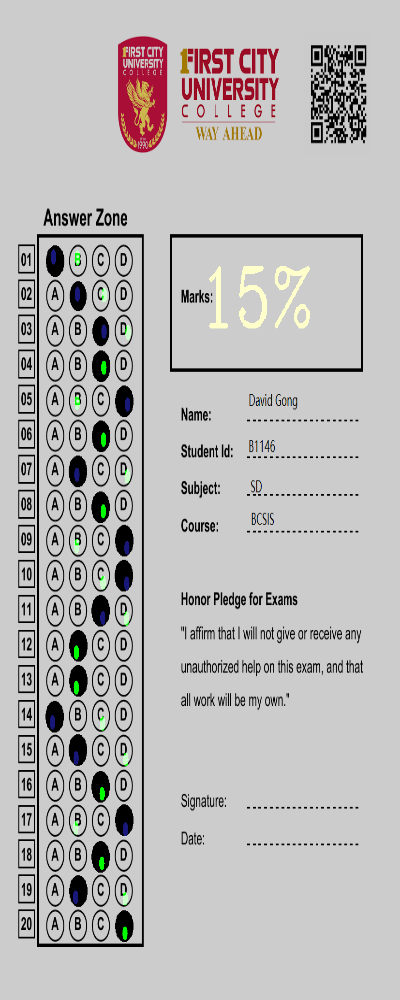 FIRST CITY
UNIVERSITY
COLLEGE
1990
FIRST CITY
UNIVERSITY
COLLEGE
WAY AHEAD
Answer Zone
01 B C D
02 A C D
03 A B D
04 A B D
05 A B C
06 A B D
07 A C D
08 A B D
09 A B C
10 A B C
11 A B D
12 A C D
13 A C D
14 B C D
15 A C D
16 A B D
17 A B C
18 A B D
19 A C D
20 A B C
Marks: 15%
Name: David Gong
Student Id: B1146
Subject: SD
Course: BCSIS
Honor Pledge for Exams
"I affirm that I will not give or receive any
unauthorized help on this exam, and that
all work will be my own."
Signature:
Date: